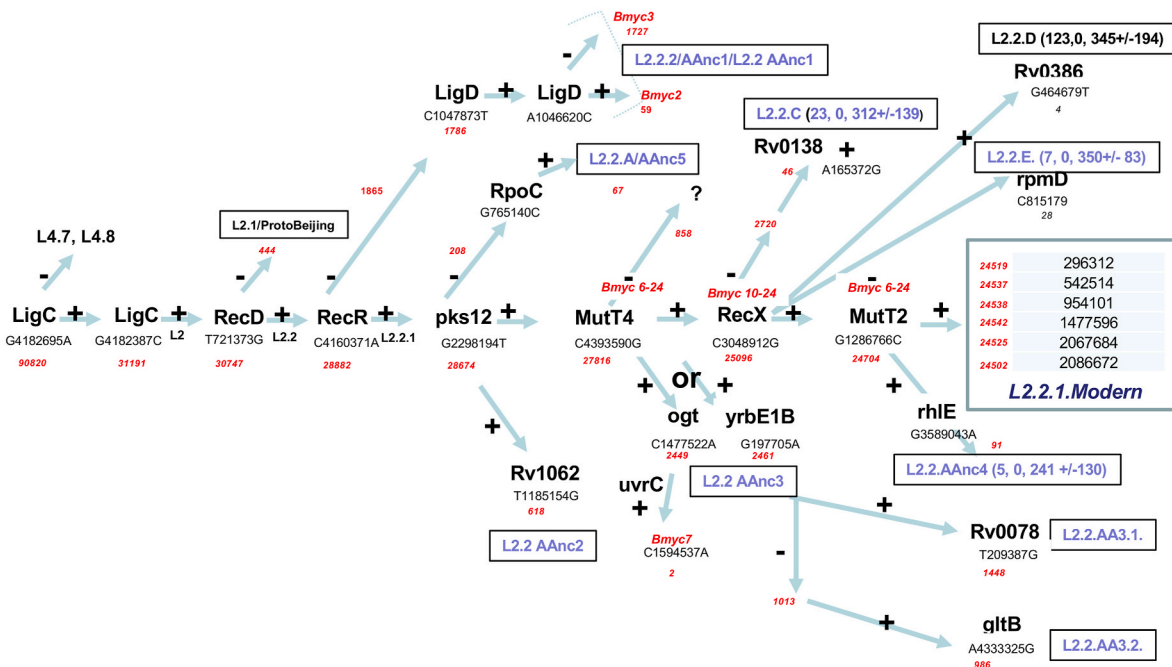 Bmyc3
1727
L2.2.D (123,0, 345+/-194)
-
L2.2.2/AAnc1/L2.2 AAnc1
Rv0386
LigD + LigD + Bmyc2
G464679T
C1047873T A1046620C 59
4
1786
L2.2.C (23, 0, 312+/-139)
+
Rv0138 +
+ L2.2.A/AAnc5
L2.2.E. (7, 0, 350+/- 83)
46 A165372G
rpmD
1865 RpoC 67 ?
C815179
G765140C
28
L2.1/ProtoBeijing
2720
L4.7, L4.8 444 208 858
- - - - - - -
Bmyc 6-24 Bmyc 10-24 Bmyc 6-24
LigC + LigC + RecD + RecR + pks12 + MutT4 + RecX + MutT2 +
L2 L2.2 L2.2.1
G4182695A G4182387C T721373G C4160371A G2298194T C4393590G C3048912G G1286766C
90820 31191 30747 28882 28674 27816 25096 24704
24519 296312
24537 542514
24538 954101
24542 1477596
24525 2067684
24502 2086672
L2.2.1.Modern
+ or + +
ogt yrbE1B rhlE
+
G3589043A
C1477522A G197705A
91
2449 2461
L2.2.AAnc4 (5, 0, 241 +/-130)
Rv1062 uvrC L2.2 AAnc3
T1185154G
618 + +
Bmyc7 Rv0078 L2.2.AA3.1.
L2.2 AAnc2 C1594537A -
T209387G
2 1448
1013
+ gltB
A4333325G L2.2.AA3.2.
986